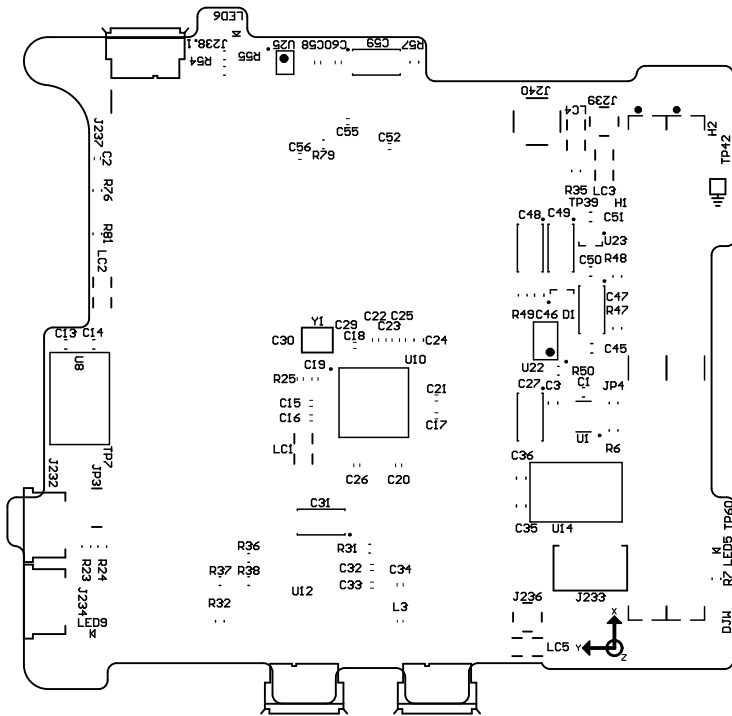 LED6
J238.1
R54
R55
U25
C60C58
C59
R57
J240
LC4
J239
H2
TP42
J237
C2
C55
C52
C56
R79
R76
R35
LC3
TP39
H1
C48
C49
C51
U23
R81
LC2
C50
R48
C47
R49
C46
D1
R47
C13
C14
C30
Y1
C29
C22
C25
C23
C18
C24
C45
U8
C19
U10
U22
R50
R25
C21
C27
C3
C1
JP4
C15
C16
C17
LC1
U1
R6
TP7
J232
JP31
C26
C20
C36
C31
C35
U14
TP60
R36
R31
R23
R24
R37
R38
C32
C34
C33
U12
LED5
R7
J234
R32
L3
J236
J233
LED9
DJW
X
LC5
Y
Z